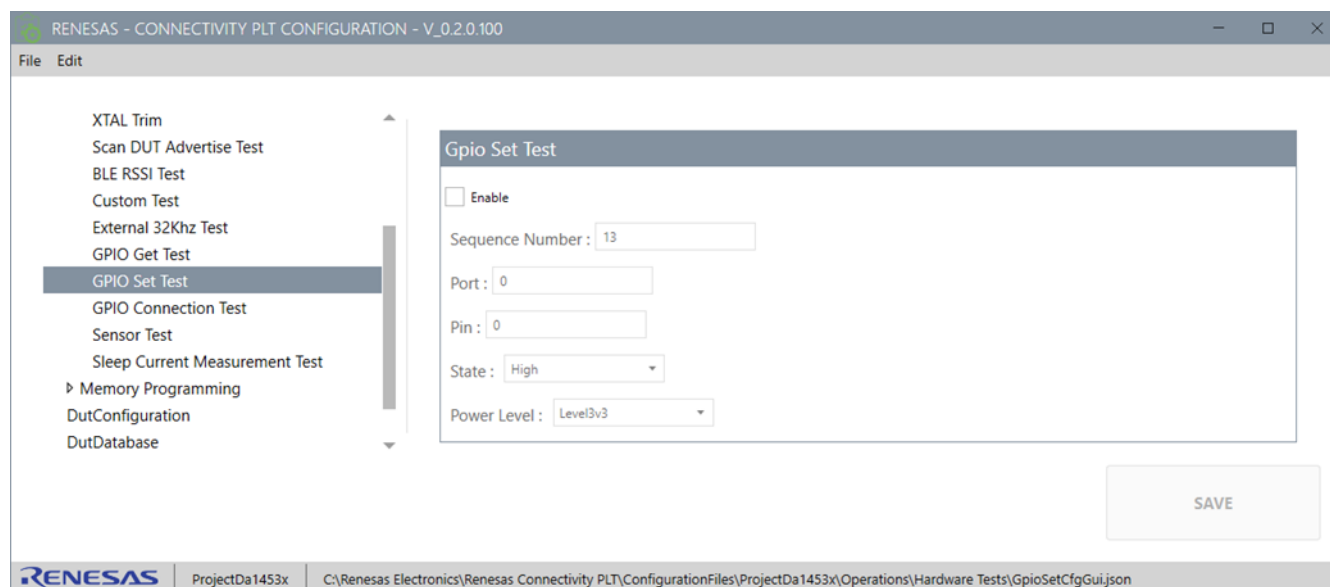 RENESAS - CONNECTIVITY PLT CONFIGURATION - V_0.2.0.100
File Edit
XTAL Trim
Scan DUT Advertise Test
BLE RSSI Test
Custom Test
External 32Khz Test
GPIO Get Test
GPIO Set Test
GPIO Connection Test
Sensor Test
Sleep Current Measurement Test
Memory Programming
DutConfiguration
DutDatabase
Gpio Set Test
Enable
Sequence Number : 13
Port : 0
Pin : 0
State : High
Power Level : Level3v3
SAVE
RENESAS ProjectDa1453x C:\Renesas Electronics\Renesas Connectivity PLT\ConfigurationFiles\ProjectDa1453x\Operations\Hardware Tests\GpioSetCfgGui.json